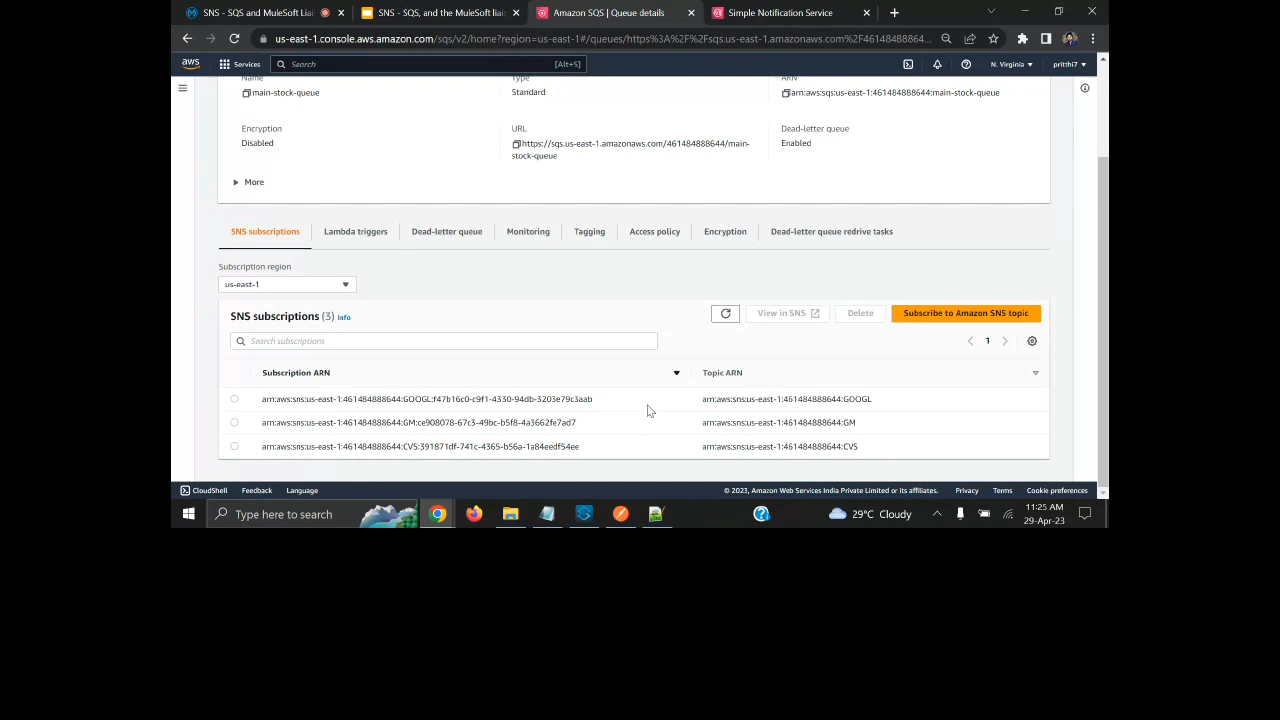 SNS - SQS and MuleSoft Liai
SNS - SQS, and the MuleSoft liai
Amazon SQS | Queue details
Simple Notification Service
us-east-1.console.aws.amazon.com/sqs/v2/home?region=us-east-1#/queues/https%3A%2F%2Fsqs.us-east-1.amazonaws.com%2F461484888644%2Fmain...
aws
Services
Search
[Alt+S]
N. Virginia
pritthi7
Name
Type
ARN
main-stock-queue
Standard
arn:aws:sqs:us-east-1:461484888644:main-stock-queue
Encryption
URL
Dead-letter queue
Disabled
https://sqs.us-east-1.amazonaws.com/461484888644/main-
stock-queue
Enabled
More
SNS subscriptions
Lambda triggers
Dead-letter queue
Monitoring
Tagging
Access policy
Encryption
Dead-letter queue redrive tasks
Subscription region
us-east-1
SNS subscriptions (3) Info
View in SNS
Delete
Subscribe to Amazon SNS topic
Search subscriptions
1
Subscription ARN
Topic ARN
arn:aws:sns:us-east-1:461484888644:GOOGL:f47b16c0-c9f1-4330-94db-3203e79c3aab
arn:aws:sns:us-east-1:461484888644:GOOGL
arn:aws:sns:us-east-1:461484888644:GM:ce908078-67c3-49bc-b5f8-4a3662fe7ad7
arn:aws:sns:us-east-1:461484888644:GM
arn:aws:sns:us-east-1:461484888644:CVS:391871df-741c-4365-b56a-1a84eedf54ee
arn:aws:sns:us-east-1:461484888644:CVS
CloudShell
Feedback
Language
© 2023, Amazon Web Services India Private Limited or its affiliates.
Privacy
Terms
Cookie preferences
Type here to search
29°C Cloudy
11:25 AM
29-Apr-23